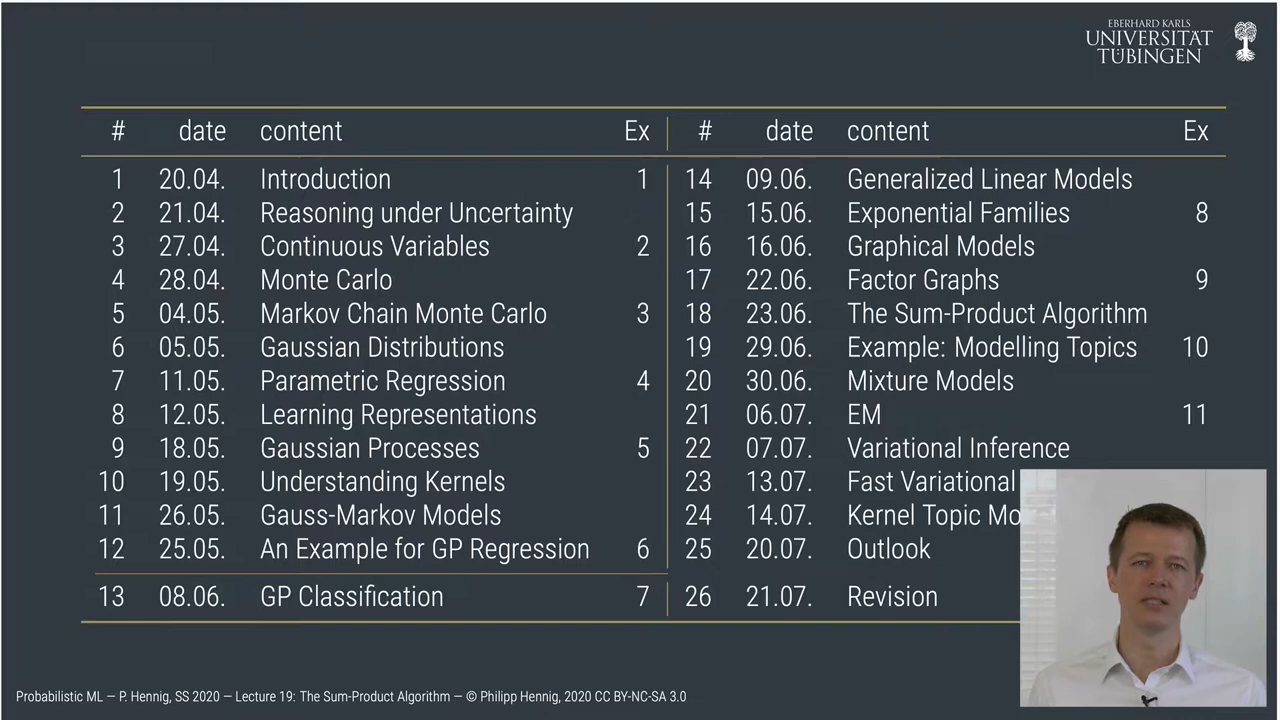 EBERHARD KARLS
UNIVERSITÄT
TÜBINGEN
# date content Ex # date content Ex
1 20.04. Introduction 1 14 09.06. Generalized Linear Models
2 21.04. Reasoning under Uncertainty 15 15.06. Exponential Families 8
3 27.04. Continuous Variables 2 16 16.06. Graphical Models
4 28.04. Monte Carlo 17 22.06. Factor Graphs 9
5 04.05. Markov Chain Monte Carlo 3 18 23.06. The Sum-Product Algorithm
6 05.05. Gaussian Distributions 19 29.06. Example: Modelling Topics 10
7 11.05. Parametric Regression 4 20 30.06. Mixture Models
8 12.05. Learning Representations 21 06.07. EM 11
9 18.05. Gaussian Processes 5 22 07.07. Variational Inference
10 19.05. Understanding Kernels 23 13.07. Fast Variational
11 26.05. Gauss-Markov Models 24 14.07. Kernel Topic Mo
12 25.05. An Example for GP Regression 6 25 20.07. Outlook
13 08.06. GP Classification 7 26 21.07. Revision
Probabilistic ML — P. Hennig, SS 2020 — Lecture 19: The Sum-Product Algorithm — © Philipp Hennig, 2020 CC BY-NC-SA 3.0